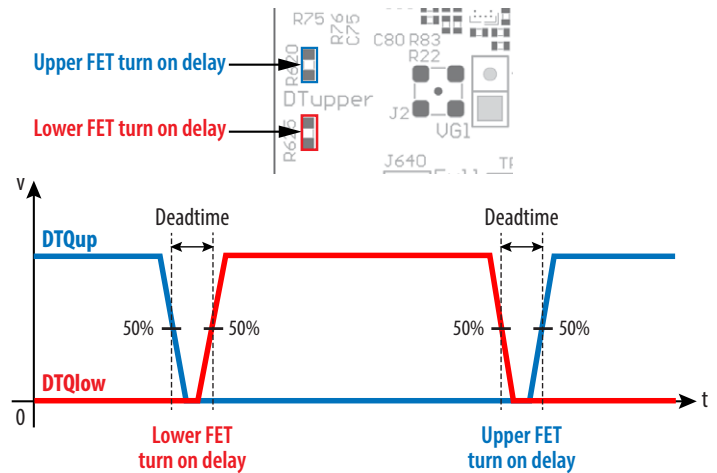 R75
R76
C75
C80 R83
R22
Upper FET turn on delay
R620
DTupper
Lower FET turn on delay
R625
J2
VG1
J640
V
Deadtime
Deadtime
DTQup
50%
50%
50%
50%
DTQlow
0
t
Lower FET
turn on delay
Upper FET
turn on delay